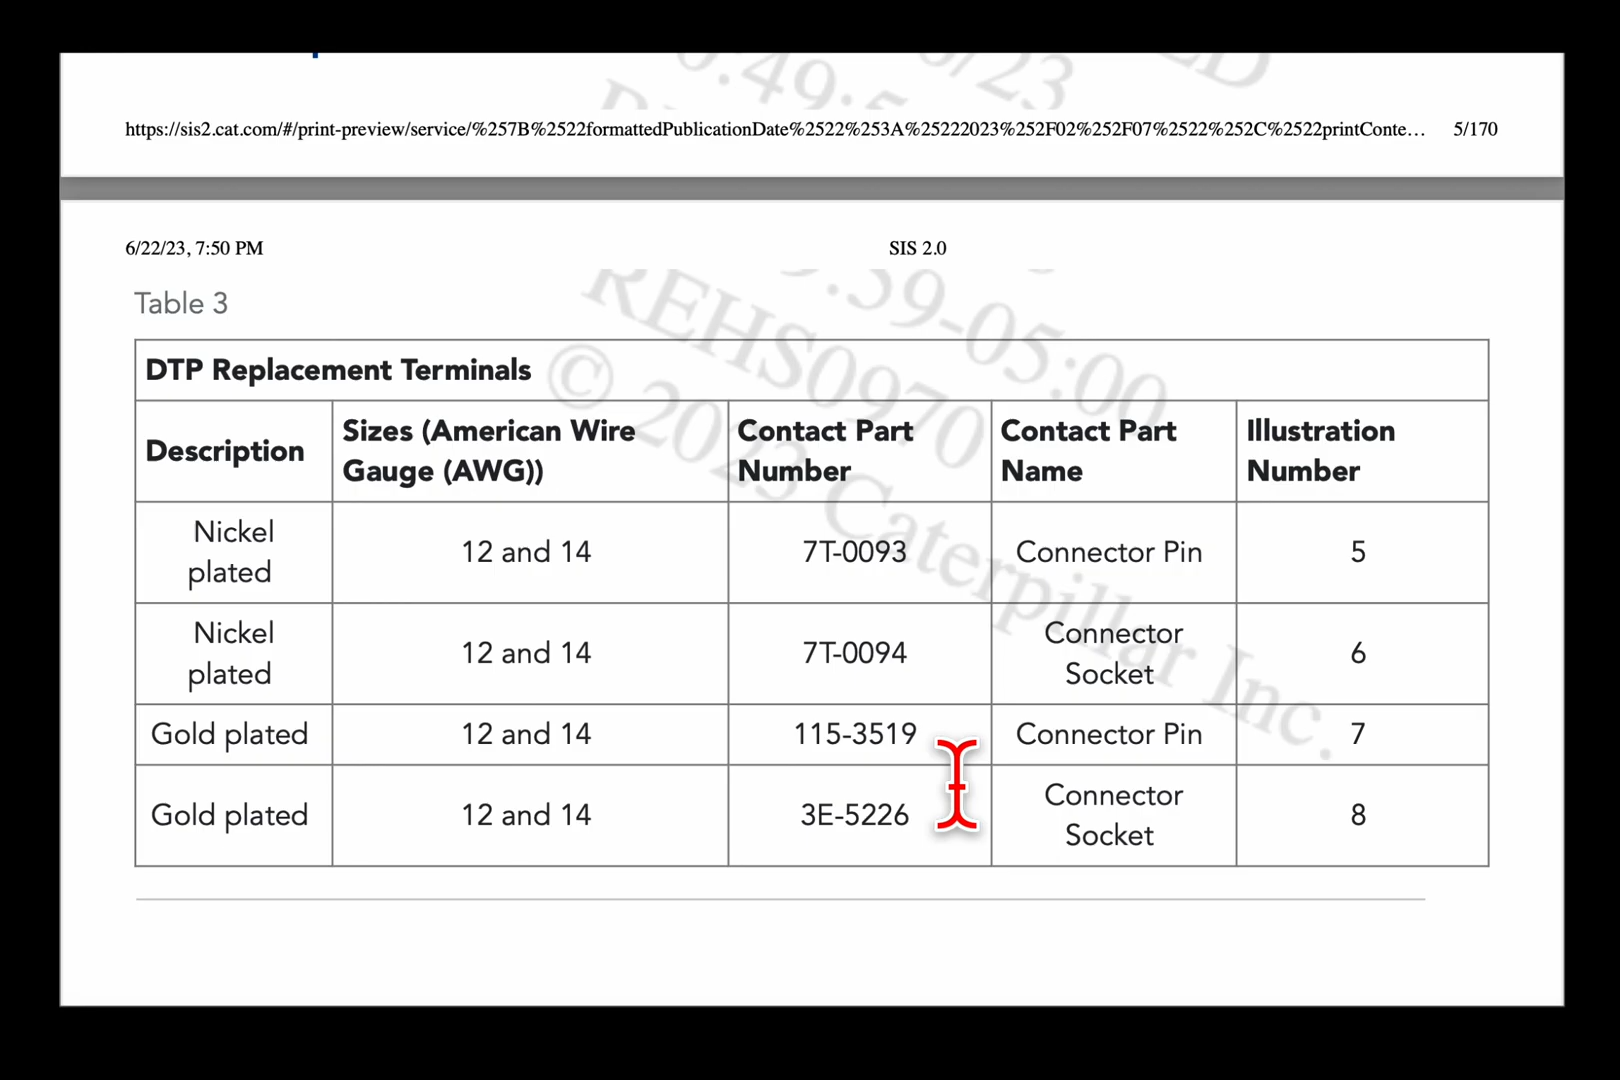 https://sis2.cat.com/#/print-preview/service/%257B%2522formattedPublicationDate%2522%253A%25222023%252F02%252F07%2522%252C%2522printConte… 5/170
6/22/23, 7:50 PM SIS 2.0
Table 3
DTP Replacement Terminals
Description
Sizes (American Wire
Gauge (AWG))
Contact Part
Number
Contact Part
Name
Illustration
Number
Nickel
plated
12 and 14
7T-0093
Connector Pin
5
Nickel
plated
12 and 14
7T-0094
Connector
Socket
6
Gold plated
12 and 14
115-3519
Connector Pin
7
Gold plated
12 and 14
3E-5226
Connector
Socket
8
REHS0970
© 2023 Caterpillar Inc.